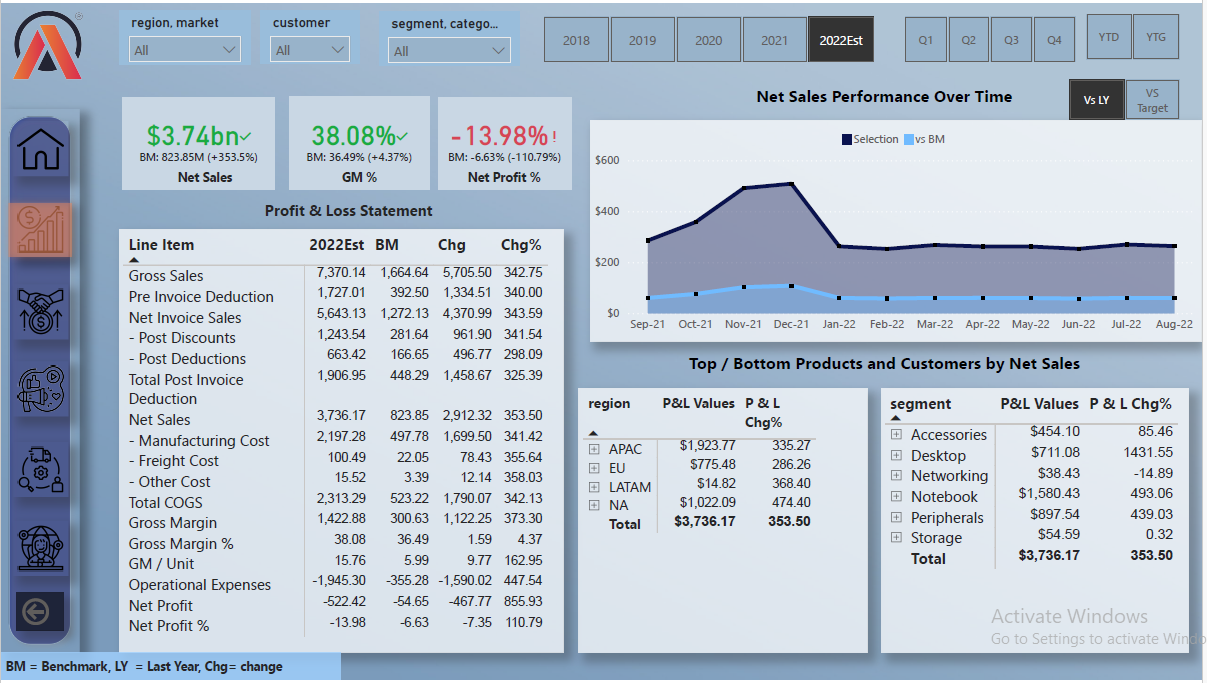 region, market
customer
segment, catego...
All
All
All
2018
2019
2020
2021
2022Est
Q1
Q2
Q3
Q4
YTD
YTG
Net Sales Performance Over Time
Vs LY
VS
Target
$3.74bn
BM: 823.85M (+353.5%)
Net Sales
38.08%
BM: 36.49% (+4.37%)
GM %
-13.98% !
BM: -6.63% (-110.79%)
Net Profit %
Selection vs BM
$600
$400
$200
$0
Sep-21 Oct-21 Nov-21 Dec-21 Jan-22 Feb-22 Mar-22 Apr-22 May-22 Jun-22 Jul-22 Aug-22
Profit & Loss Statement
Line Item 2022Est BM Chg Chg%
Gross Sales 7,370.14 1,664.64 5,705.50 342.75
Pre Invoice Deduction 1,727.01 392.50 1,334.51 340.00
Net Invoice Sales 5,643.13 1,272.13 4,370.99 343.59
- Post Discounts 1,243.54 281.64 961.90 341.54
- Post Deductions 663.42 166.65 496.77 298.09
Total Post Invoice 1,906.95 448.29 1,458.67 325.39
Deduction
Net Sales 3,736.17 823.85 2,912.32 353.50
- Manufacturing Cost 2,197.28 497.78 1,699.50 341.42
- Freight Cost 100.49 22.05 78.43 355.64
- Other Cost 15.52 3.39 12.14 358.03
Total COGS 2,313.29 523.22 1,790.07 342.13
Gross Margin 1,422.88 300.63 1,122.25 373.30
Gross Margin % 38.08 36.49 1.59 4.37
GM / Unit 15.76 5.99 9.77 162.95
Operational Expenses -1,945.30 -355.28 -1,590.02 447.54
Net Profit -522.42 -54.65 -467.77 855.93
Net Profit % -13.98 -6.63 -7.35 110.79
Top / Bottom Products and Customers by Net Sales
region P&L Values P & L
Chg%
APAC $1,923.77 335.27
EU $775.48 286.26
LATAM $14.82 368.40
NA $1,022.09 474.40
Total $3,736.17 353.50
segment P&L Values P & L Chg%
Accessories $454.10 85.46
Desktop $711.08 1431.55
Networking $38.43 -14.89
Notebook $1,580.43 493.06
Peripherals $897.54 439.03
Storage $54.59 0.32
Total $3,736.17 353.50
Activate Windows
Go to Settings to activate Windo
BM = Benchmark, LY = Last Year, Chg= change